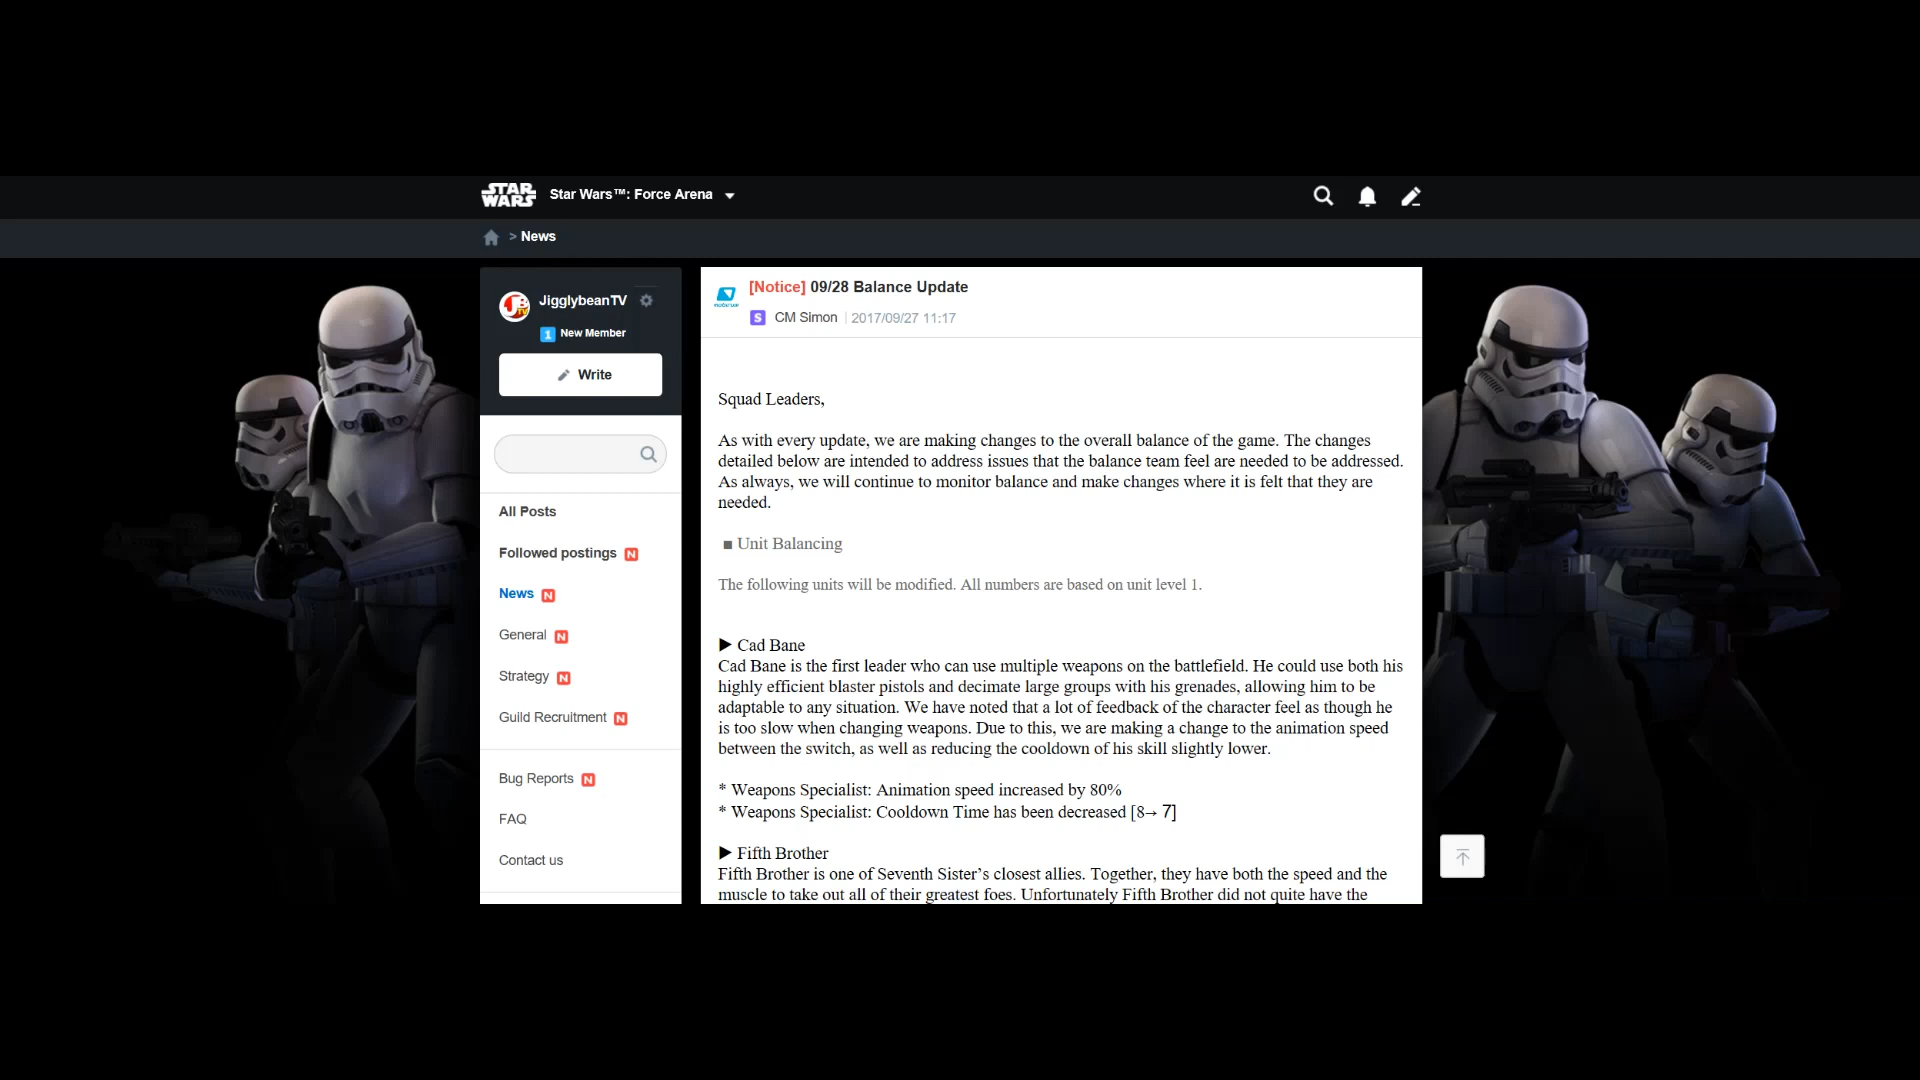 STAR WARS Star Wars™: Force Arena
> News
JigglybeanTV
1 New Member
Write
All Posts
Followed postings N
News N
General N
Strategy N
Guild Recruitment N
Bug Reports N
FAQ
Contact us
[Notice] 09/28 Balance Update
S CM Simon | 2017/09/27 11:17
Squad Leaders,
As with every update, we are making changes to the overall balance of the game. The changes
detailed below are intended to address issues that the balance team feel are needed to be addressed.
As always, we will continue to monitor balance and make changes where it is felt that they are
needed.
■ Unit Balancing
The following units will be modified. All numbers are based on unit level 1.
▶ Cad Bane
Cad Bane is the first leader who can use multiple weapons on the battlefield. He could use both his
highly efficient blaster pistols and decimate large groups with his grenades, allowing him to be
adaptable to any situation. We have noted that a lot of feedback of the character feel as though he
is too slow when changing weapons. Due to this, we are making a change to the animation speed
between the switch, as well as reducing the cooldown of his skill slightly lower.
* Weapons Specialist: Animation speed increased by 80%
* Weapons Specialist: Cooldown Time has been decreased [8→ 7]
▶ Fifth Brother
Fifth Brother is one of Seventh Sister’s closest allies. Together, they have both the speed and the
muscle to take out all of their greatest foes. Unfortunately Fifth Brother did not quite have the